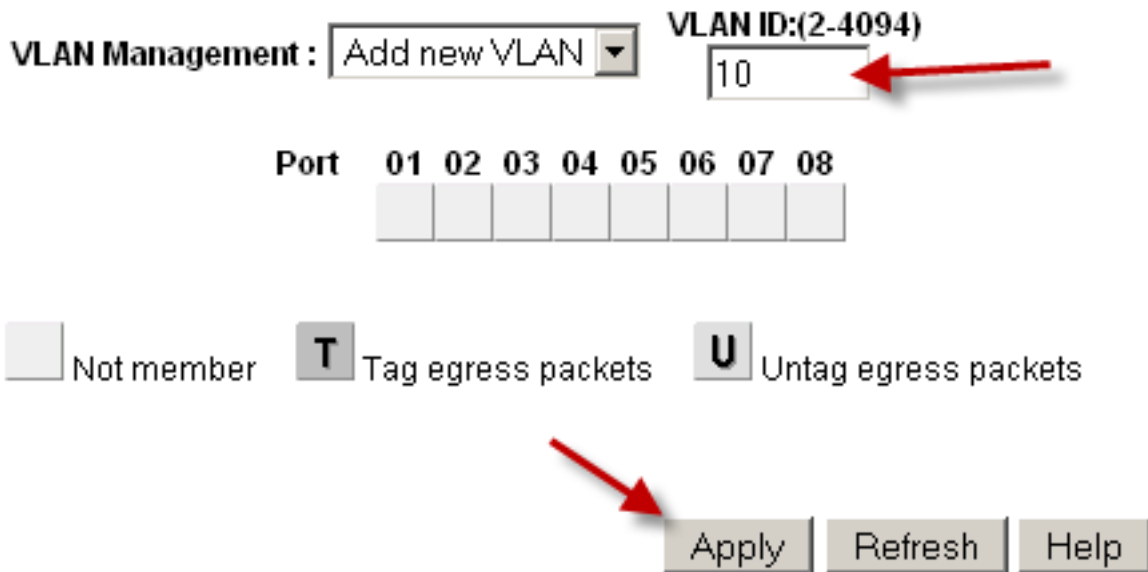 VLAN Management : Add new VLAN VLAN ID:(2-4094)
10
Port 01 02 03 04 05 06 07 08
Not member T Tag egress packets U Untag egress packets
Apply Refresh Help